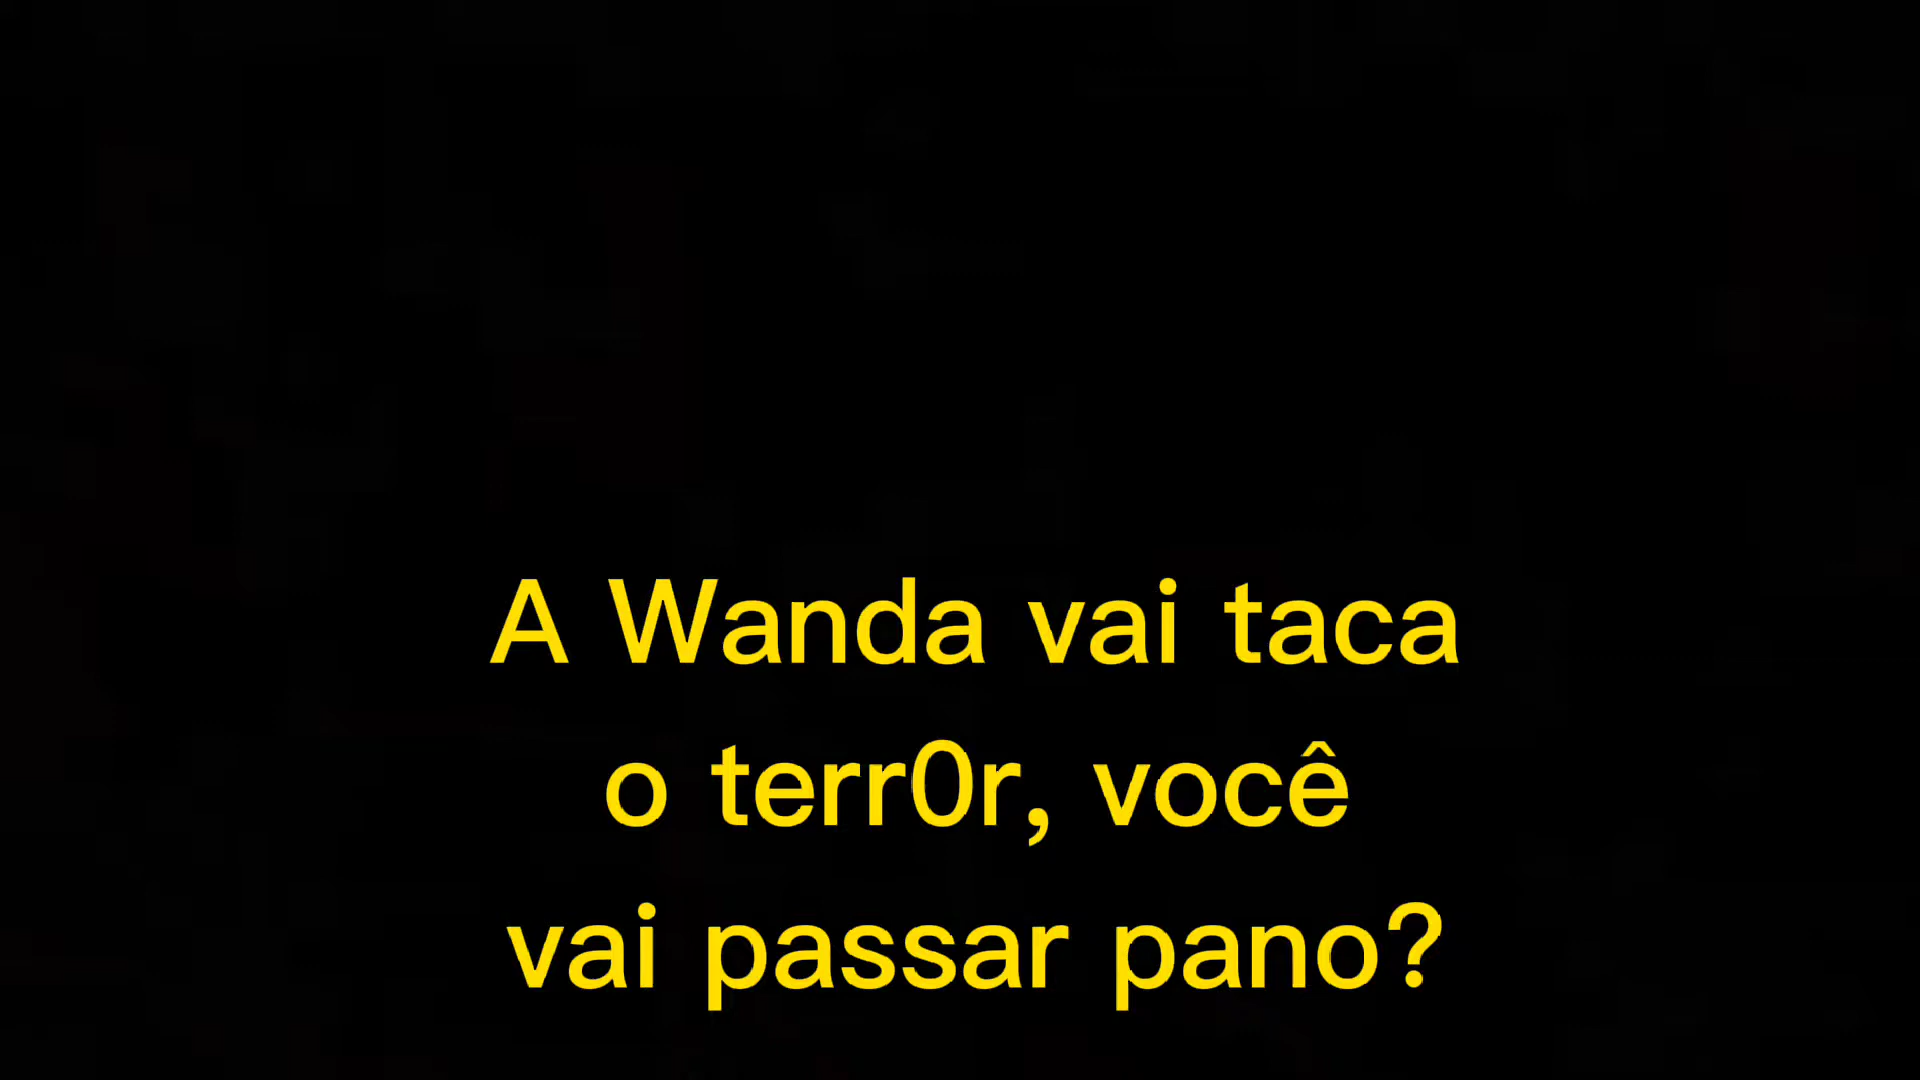 A Wanda vai taca
o terr0r, você
vai passar pano?